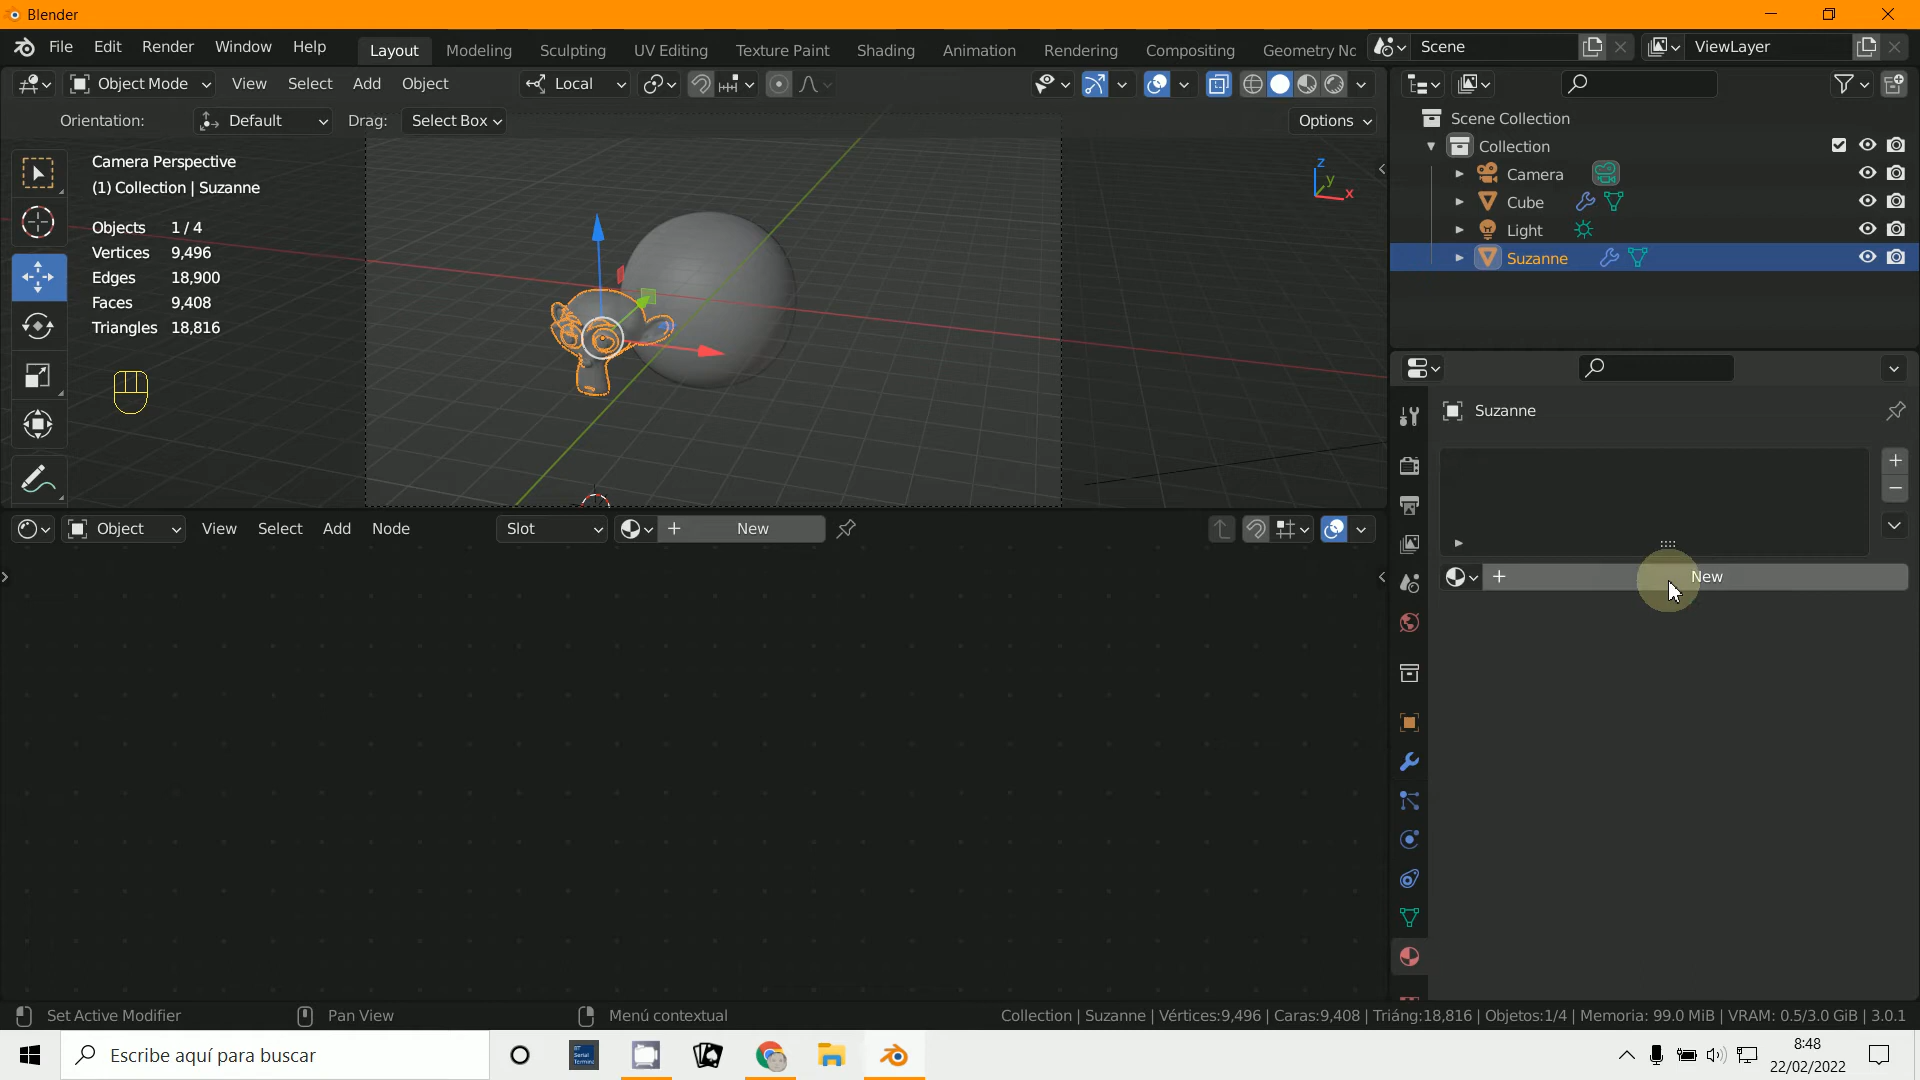 Blender
File Edit Render Window Help Layout Modeling Sculpting UV Editing Texture Paint Shading Animation Rendering Compositing Geometry Nc Scene ViewLayer
Object Mode View Select Add Object Local
Orientation: Default Drag: Select Box Options
Camera Perspective
(1) Collection | Suzanne
Objects 1 / 4
Vertices 9,496
Edges 18,900
Faces 9,408
Triangles 18,816
Z
Y
X
Scene Collection
Collection
Camera
Cube
Light
Suzanne
Suzanne
New
Object View Select Add Node Slot New
Set Active Modifier Pan View Menú contextual Collection | Suzanne | Vértices:9,496 | Caras:9,408 | Triáng:18,816 | Objetos:1/4 | Memoria: 99.0 MiB | VRAM: 0.5/3.0 GiB | 3.0.1
Escribe aquí para buscar
8:48
22/02/2022